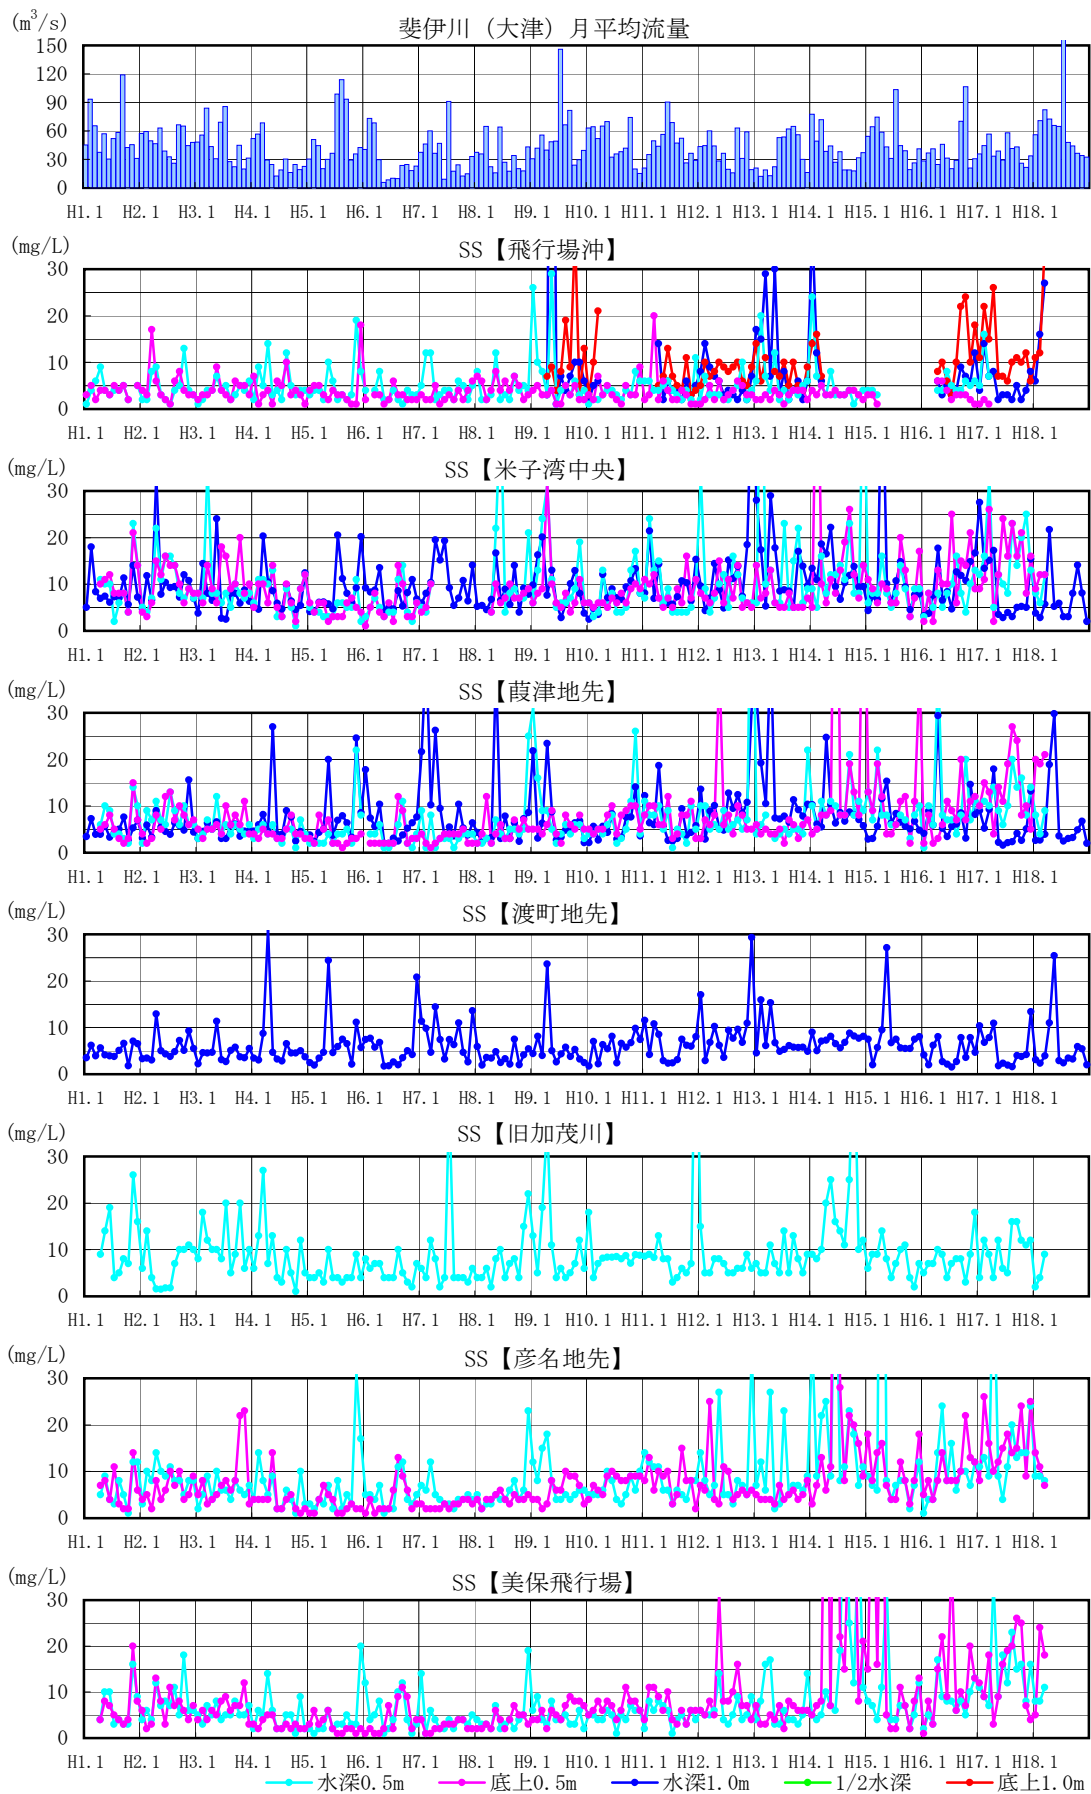 (m³/s)
斐伊川（大津）月平均流量
150
120
90
60
30
0
H1.1 H2.1 H3.1 H4.1 H5.1 H6.1 H7.1 H8.1 H9.1 H10.1 H11.1 H12.1 H13.1 H14.1 H15.1 H16.1 H17.1 H18.1
(mg/L)
SS【飛行場沖】
30
20
10
0
H1.1 H2.1 H3.1 H4.1 H5.1 H6.1 H7.1 H8.1 H9.1 H10.1 H11.1 H12.1 H13.1 H14.1 H15.1 H16.1 H17.1 H18.1
(mg/L)
SS【米子湾中央】
30
20
10
0
H1.1 H2.1 H3.1 H4.1 H5.1 H6.1 H7.1 H8.1 H9.1 H10.1 H11.1 H12.1 H13.1 H14.1 H15.1 H16.1 H17.1 H18.1
(mg/L)
SS【葭津地先】
30
20
10
0
H1.1 H2.1 H3.1 H4.1 H5.1 H6.1 H7.1 H8.1 H9.1 H10.1 H11.1 H12.1 H13.1 H14.1 H15.1 H16.1 H17.1 H18.1
(mg/L)
SS【渡町地先】
30
20
10
0
H1.1 H2.1 H3.1 H4.1 H5.1 H6.1 H7.1 H8.1 H9.1 H10.1 H11.1 H12.1 H13.1 H14.1 H15.1 H16.1 H17.1 H18.1
(mg/L)
SS【旧加茂川】
30
20
10
0
H1.1 H2.1 H3.1 H4.1 H5.1 H6.1 H7.1 H8.1 H9.1 H10.1 H11.1 H12.1 H13.1 H14.1 H15.1 H16.1 H17.1 H18.1
(mg/L)
SS【彦名地先】
30
20
10
0
H1.1 H2.1 H3.1 H4.1 H5.1 H6.1 H7.1 H8.1 H9.1 H10.1 H11.1 H12.1 H13.1 H14.1 H15.1 H16.1 H17.1 H18.1
(mg/L)
SS【美保飛行場】
30
20
10
0
H1.1 H2.1 H3.1 H4.1 H5.1 H6.1 H7.1 H8.1 H9.1 H10.1 H11.1 H12.1 H13.1 H14.1 H15.1 H16.1 H17.1 H18.1
水深0.5m 底上0.5m 水深1.0m 1/2水深 底上1.0m